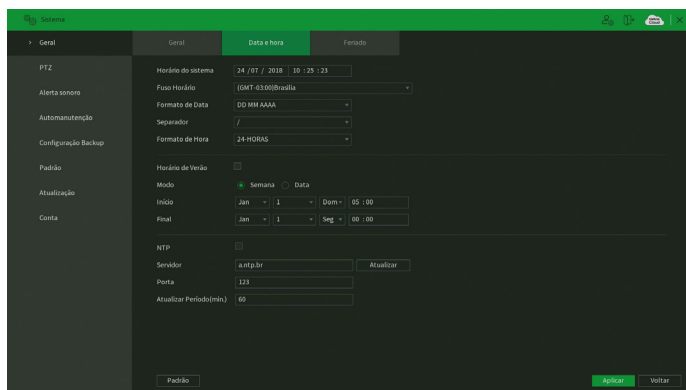 Sistema
> Geral
PTZ
Alerta sonoro
Automanutenção
Configuração Backup
Padrão
Atualização
Conta
Geral Data e hora Feriado
Horário do sistema 24 / 07 / 2018 10 : 25 : 23
Fuso Horário (GMT-03:00)Brasilia
Formato de Data DD MM AAAA
Separador /
Formato de Hora 24-HORAS
Horário de Verão
Modo Semana Data
Início Jan 1 Dom 05 : 00
Final Jan 1 Seg 00 : 00
NTP
Servidor a.ntp.br Atualizar
Porta 123
Atualizar Período(min.) 60
Padrão Aplicar Voltar